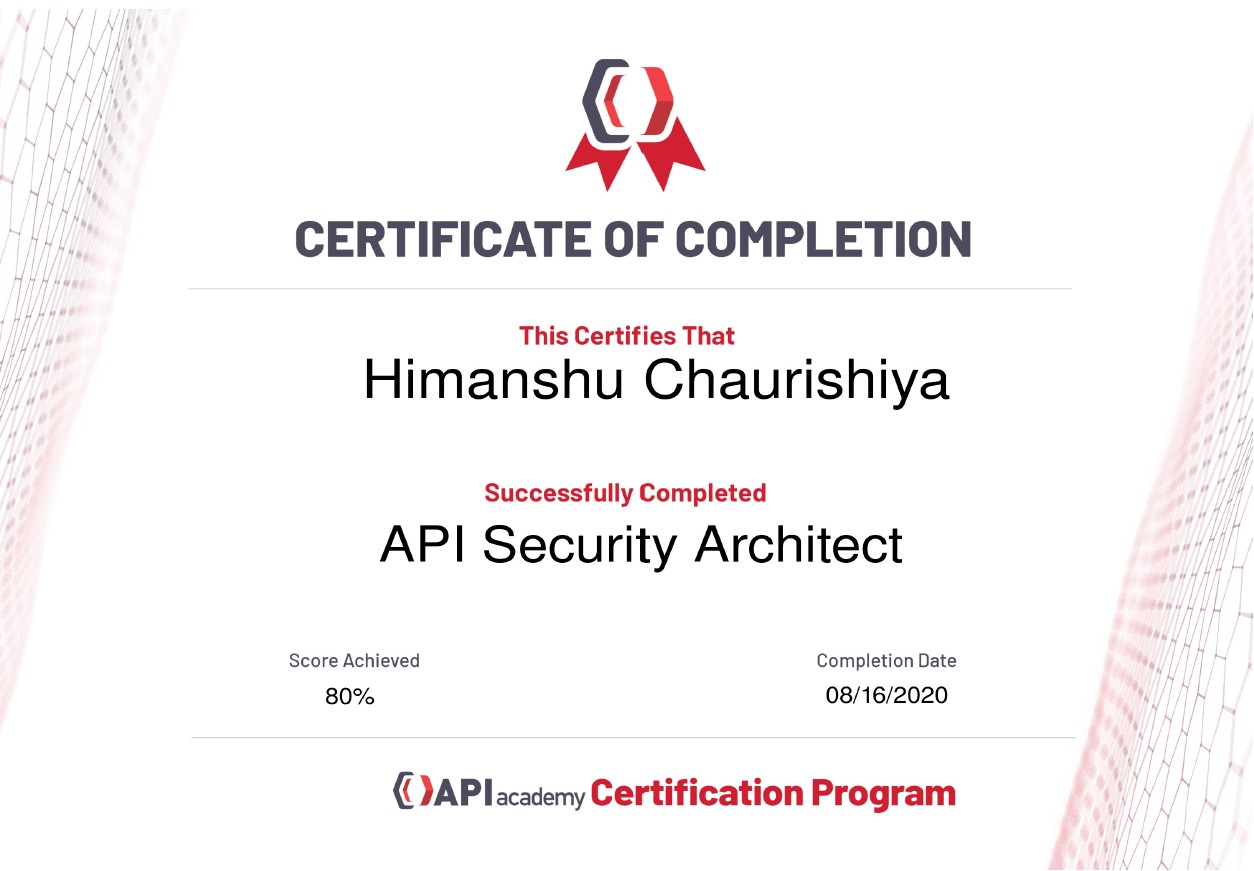 CERTIFICATE OF COMPLETION
This Certifies That
Himanshu Chaurishiya
Successfully Completed
API Security Architect
Score Achieved
80%
Completion Date
08/16/2020
API academy Certification Program